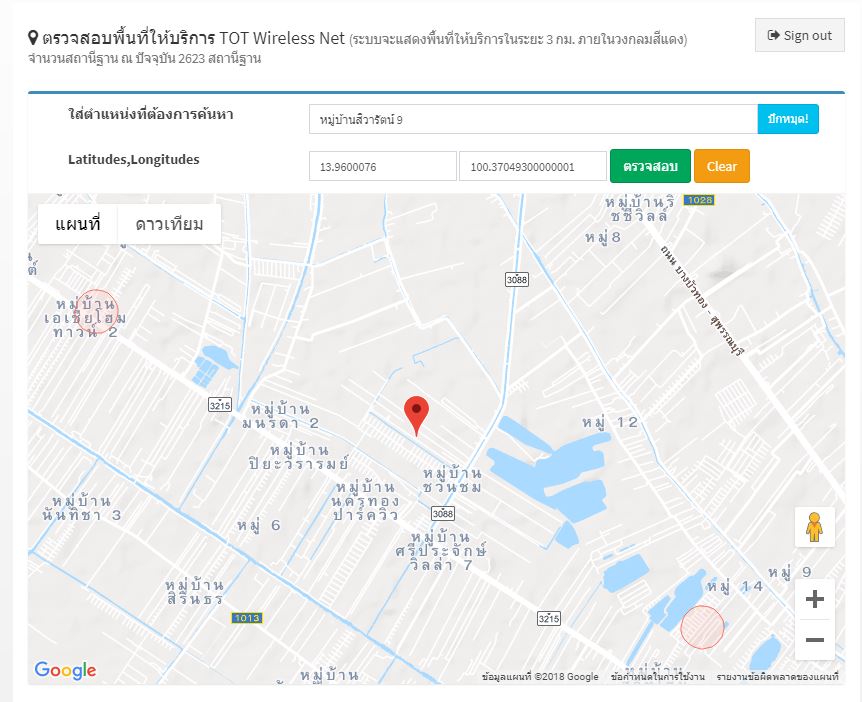 ตรวจสอบพื้นที่ให้บริการ TOT Wireless Net (ระบบจะแสดงพื้นที่ให้บริการในระยะ 3 กม. ภายในวงกลมสีแดง)
Sign out
จำนวนสถานีฐาน ณ ปัจจุบัน 2623 สถานีฐาน
ใส่ตำแหน่งที่ต้องการค้นหา
หมู่บ้านสีวารัตน์ 9
ปักหมุด!
Latitudes,Longitudes
13.9600076
100.37049300000001
ตรวจสอบ
Clear
แผนที่
ดาวเทียม
หมู่บ้านริ
ชชีวิลล์
1028
หมู่ 8
ถนน บางบัวทอง - สุพรรณบุรี
3088
หมู่บ้าน
เอเชียโฮม
ทาวน์ 2
3215
หมู่บ้าน
มนรดา 2
หมู่ 12
หมู่บ้าน
ปิยะวรารมย์
หมู่บ้าน
ชวนชม
หมู่บ้าน
นครทอง
ปาร์ควิว
หมู่บ้าน
นันทิชา 3
3088
หมู่ 6
หมู่บ้าน
ศรีประจักษ์
วิลล่า 7
หมู่ 9
หมู่ 14
หมู่บ้าน
สิรินธร
1013
3215
หมู่บ้าน
หมู่บ้าน
Google
ข้อมูลแผนที่ ©2018 Google
ข้อกำหนดในการใช้งาน
รายงานข้อผิดพลาดของแผนที่